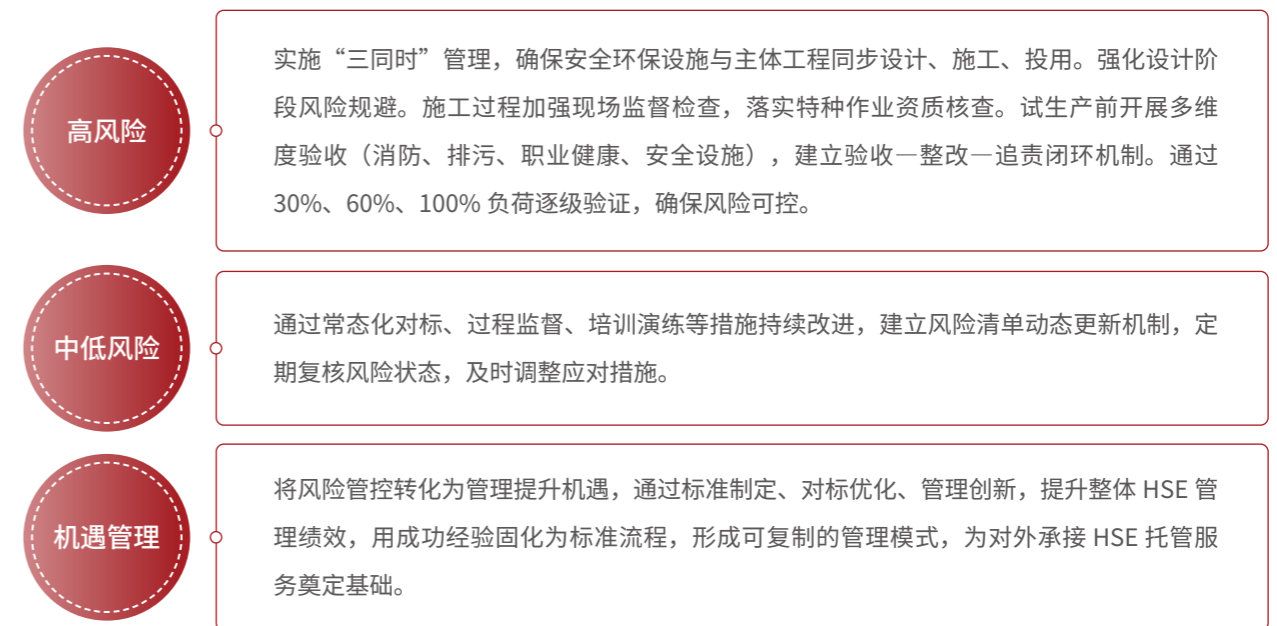 高风险
实施“三同时”管理，确保安全环保设施与主体工程同步设计、施工、投用。强化设计阶
段风险规避。施工过程加强现场监督检查，落实特种作业资质核查。试生产前开展多维
度验收（消防、排污、职业健康、安全设施），建立验收—整改—追责闭环机制。通过
30%、60%、100% 负荷逐级验证，确保风险可控。
中低风险
通过常态化对标、过程监督、培训演练等措施持续改进，建立风险清单动态更新机制，定
期复核风险状态，及时调整应对措施。
机遇管理
将风险管控转化为管理提升机遇，通过标准制定、对标优化、管理创新，提升整体 HSE 管
理绩效，用成功经验固化为标准流程，形成可复制的管理模式，为对外承接 HSE 托管服
务奠定基础。